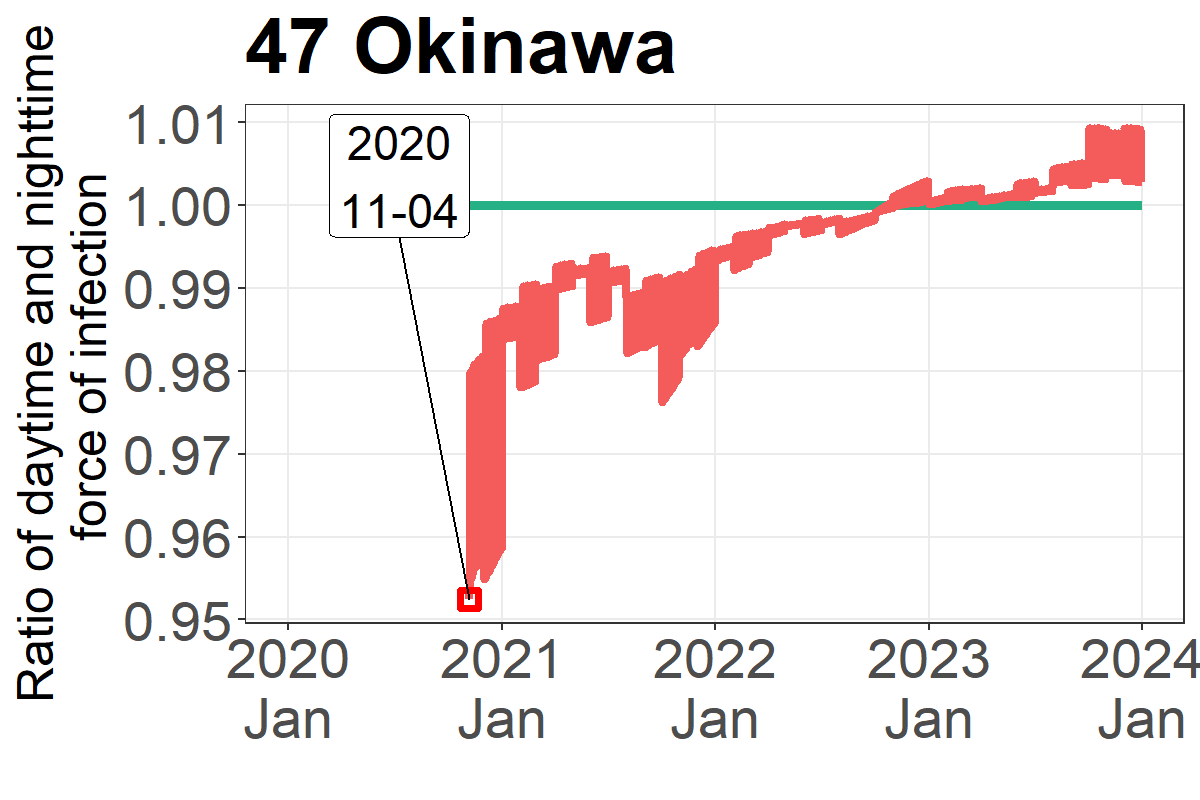 47 Okinawa
Ratio of daytime and nighttime
force of infection
1.01
1.00
0.99
0.98
0.97
0.96
0.95
2020
11-04
2020
Jan
2021
Jan
2022
Jan
2023
Jan
2024
Jan